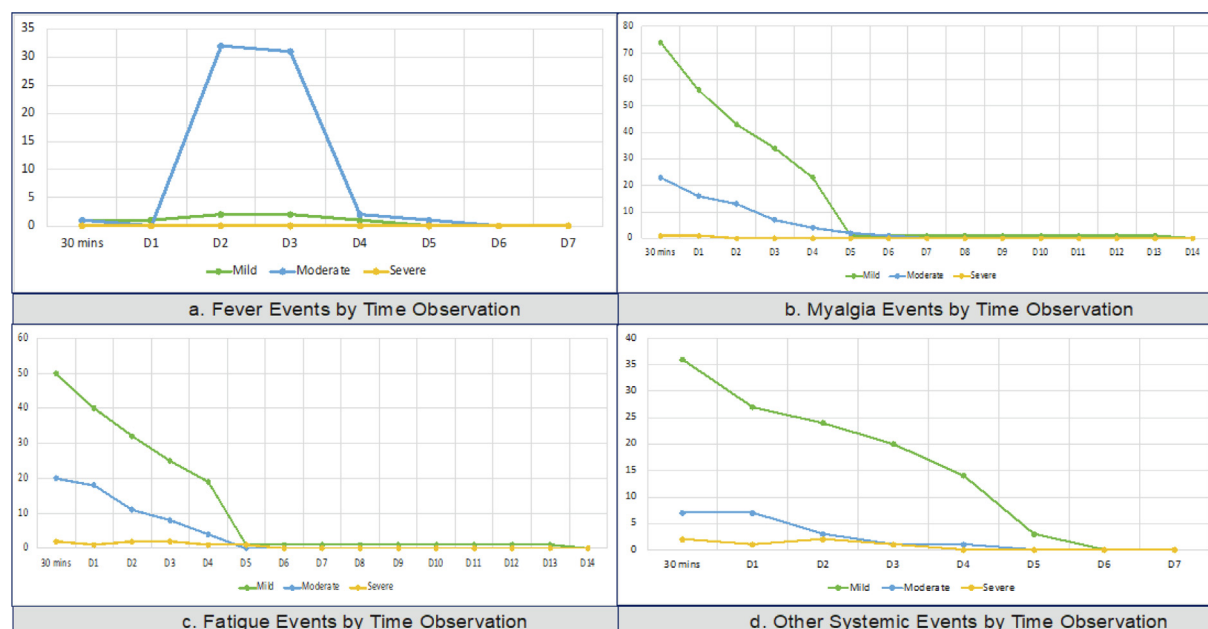 35
30
25
20
15
10
5
0
30 mins D1 D2 D3 D4 D5 D6 D7
Mild Moderate Severe
a. Fever Events by Time Observation
80
70
60
50
40
30
20
10
0
30 mins D1 D2 D3 D4 D5 D6 D7 D8 D9 D10 D11 D12 D13 D14
Mild Moderate Severe
b. Myalgia Events by Time Observation
60
50
40
30
20
10
0
30 mins D1 D2 D3 D4 D5 D6 D7 D8 D9 D10 D11 D12 D13 D14
Mild Moderate Severe
c. Fatigue Events by Time Observation
40
35
30
25
20
15
10
5
0
30 mins D1 D2 D3 D4 D5 D6 D7
Mild Moderate Severe
d. Other Systemic Events by Time Observation